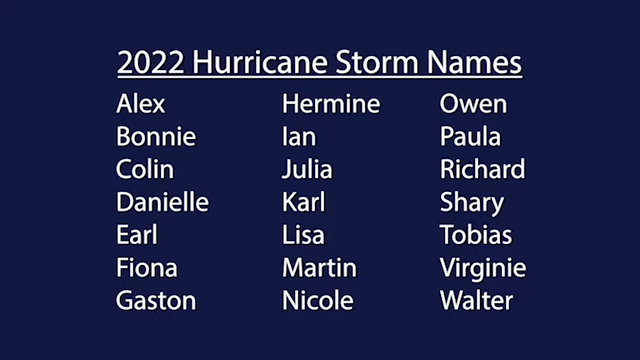 2022 Hurricane Storm Names
Alex
Bonnie
Colin
Danielle
Earl
Fiona
Gaston
Hermine
Ian
Julia
Karl
Lisa
Martin
Nicole
Owen
Paula
Richard
Shary
Tobias
Virginie
Walter